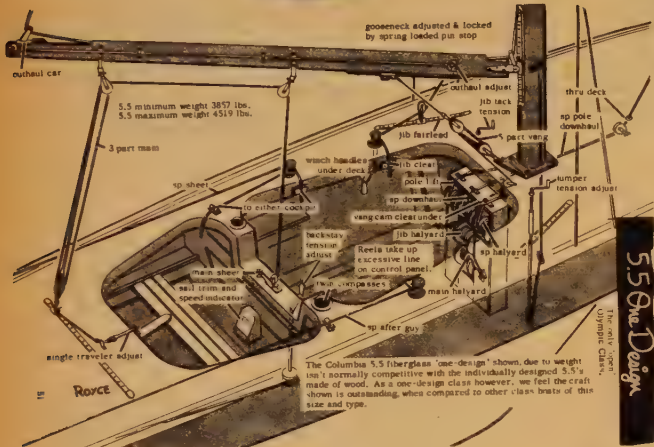 gooseneck adjusted & locked
by spring loaded pin stop
outhaul car
outhaul adjust
thru deck
jib tack
tension
sp pole
downhaul
5.5 minimum weight 3857 lbs.
5.5 maximum weight 4519 lbs.
jib fairlead
5 part vang
3 part main
winch handles
under deck
jib cleat
pole lift
jumper
tension adjust
sp sheet
sp downhaul
to either cockpit
vang cam cleat under
backstay
tension
adjust
jib halyard
Reels take up
excessive line
on control panel.
sp halyard
main sheet
sail trim and
speed indicator
twin compasses
main halyard
sp after guy
single traveler adjust
ROYCE
The Columbia 5.5 fiberglass 'one-design' shown, due to weight
isn't normally competitive with the individually designed 5.5's
made of wood. As a one-design class however, we feel the craft
shown is outstanding, when compared to other class boats of this
size and type.
5.5 One Design
The only 'open'
Olympic Class.